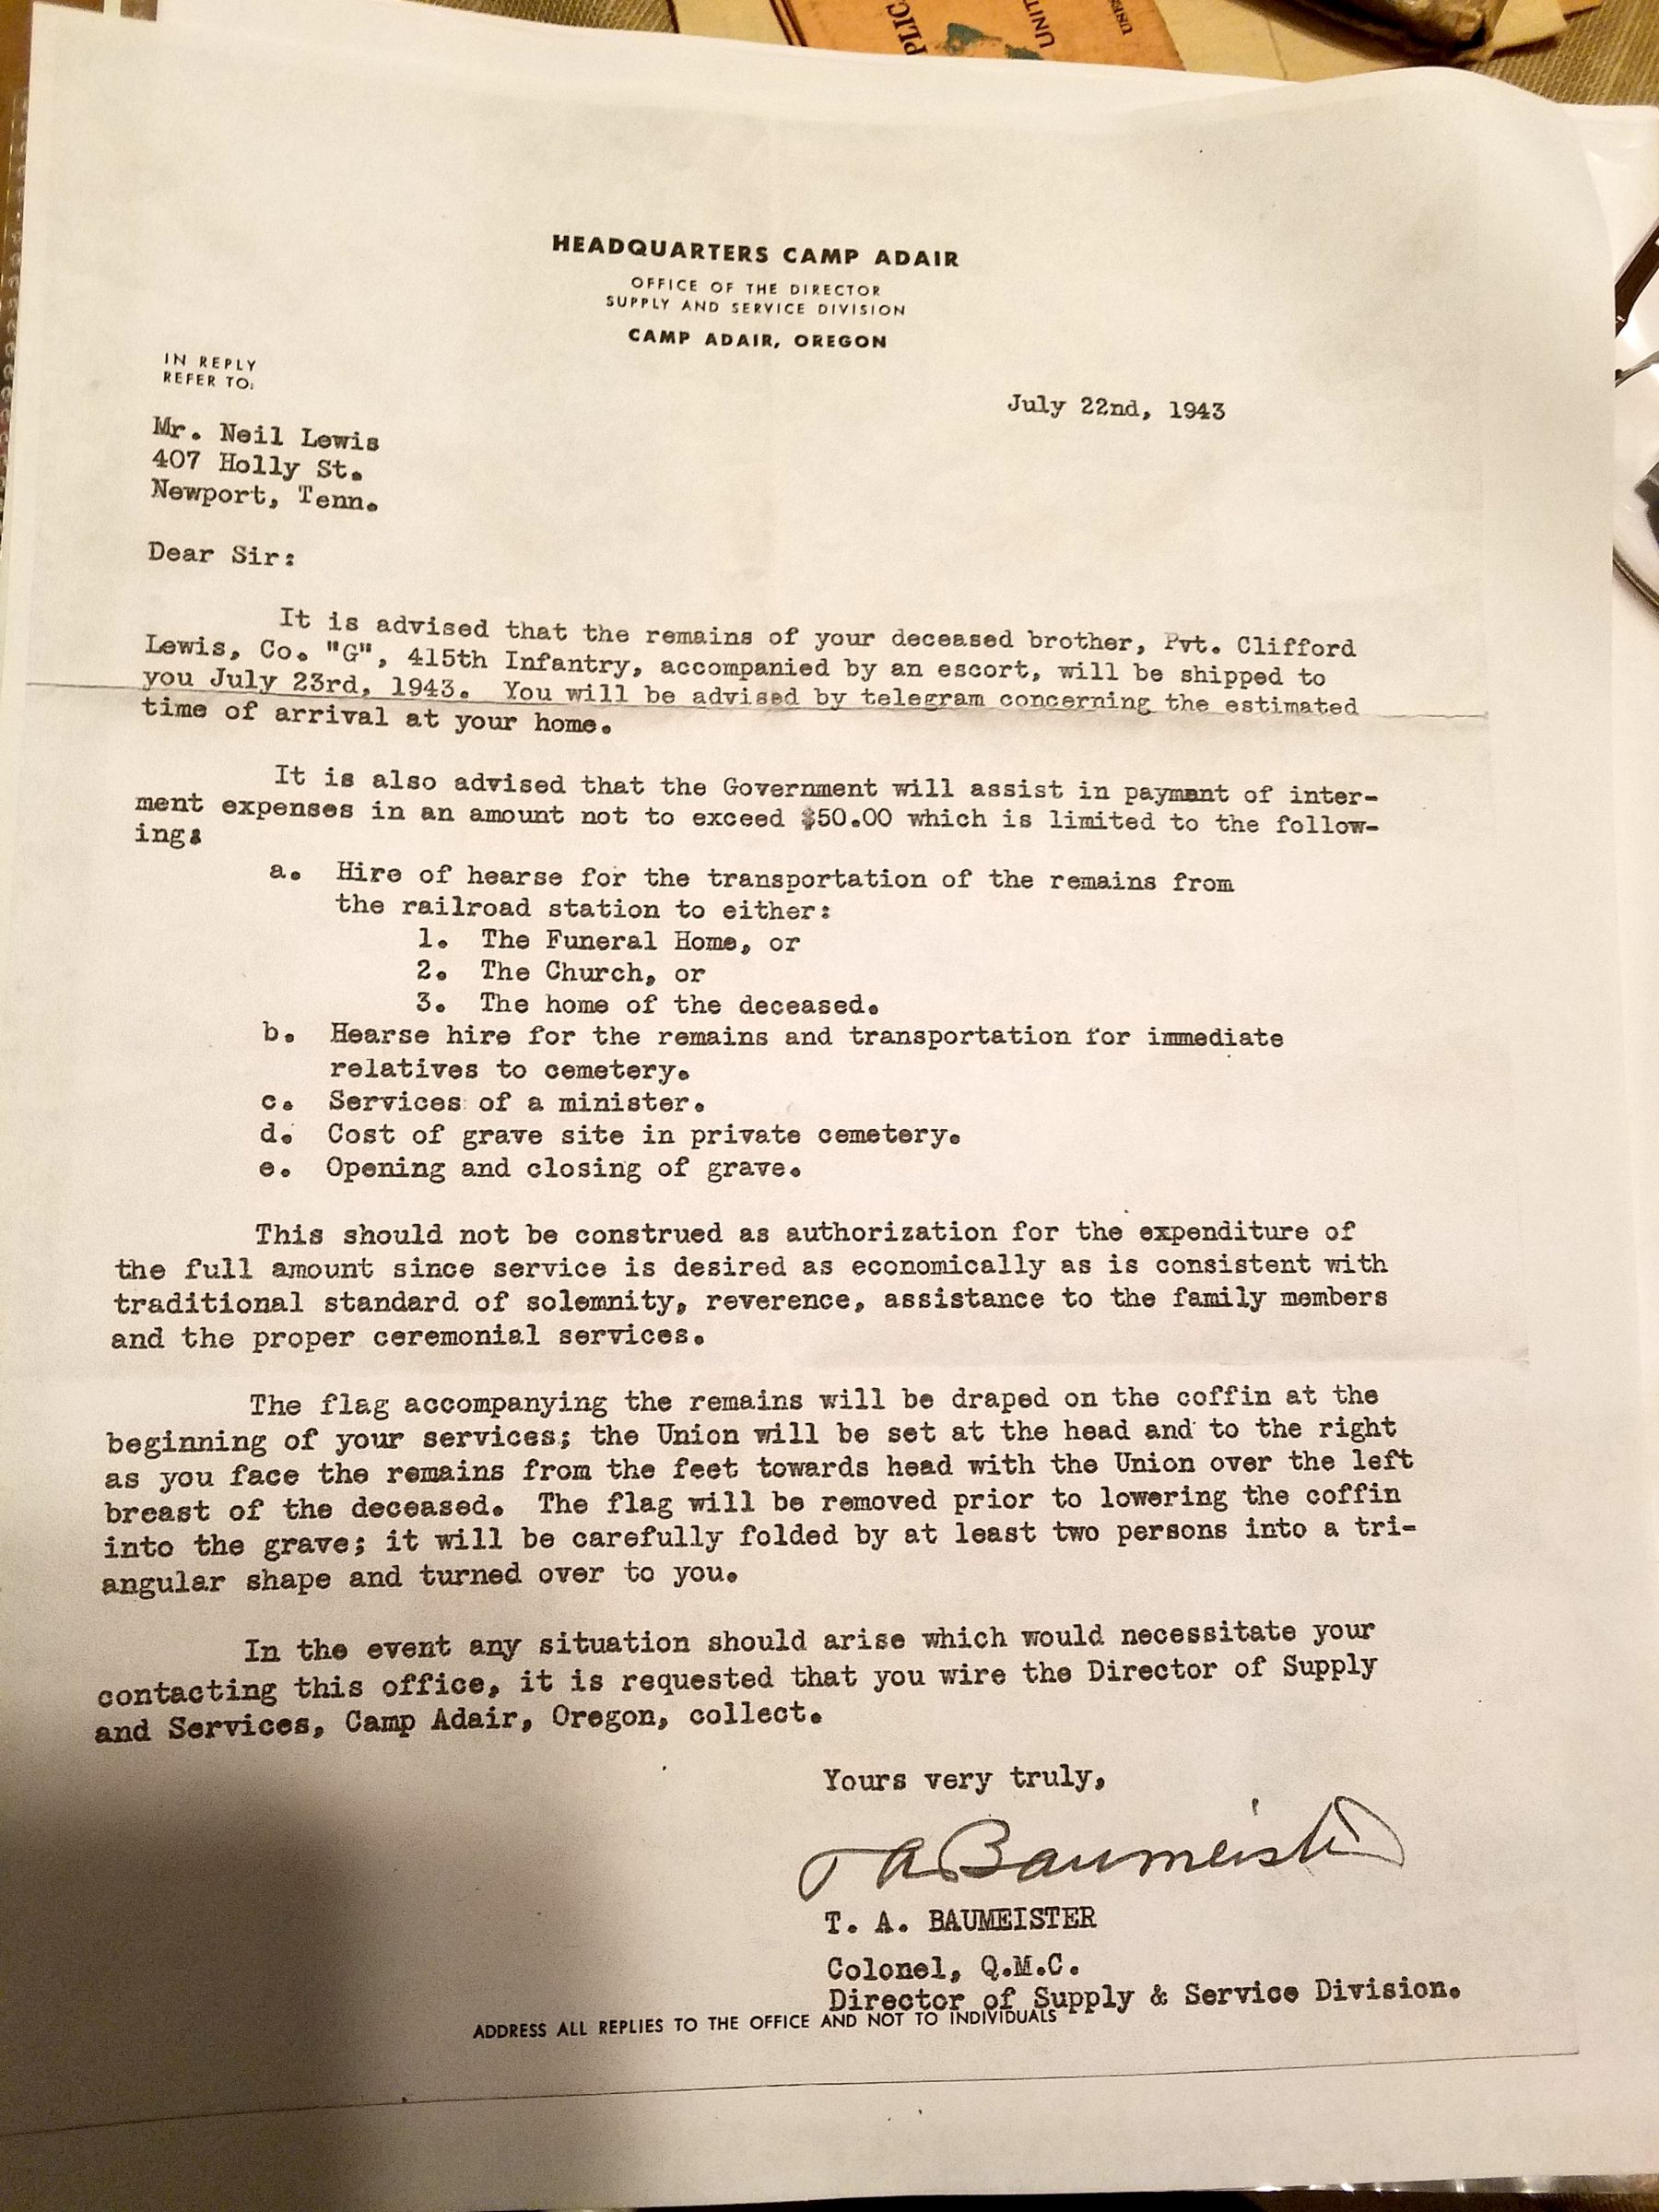 PLIC
UNIT
USES
HEADQUARTERS CAMP ADAIR
OFFICE OF THE DIRECTOR
SUPPLY AND SERVICE DIVISION
CAMP ADAIR, OREGON
IN REPLY
REFER TO:
July 22nd, 1943
Mr. Neil Lewis
407 Holly St.
Newport, Tenn.
Dear Sir:
It is advised that the remains of your deceased brother, Pvt. Clifford
Lewis, Co. "G", 415th Infantry, accompanied by an escort, will be shipped to
you July 23rd, 1943. You will be advised by telegram concerning the estimated
time of arrival at your home.
It is also advised that the Government will assist in payment of inter-
ment expenses in an amount not to exceed $50.00 which is limited to the follow-
ing:
a. Hire of hearse for the transportation of the remains from
the railroad station to either:
1. The Funeral Home, or
2. The Church, or
3. The home of the deceased.
b. Hearse hire for the remains and transportation for immediate
relatives to cemetery.
c. Services of a minister.
d. Cost of grave site in private cemetery.
e. Opening and closing of grave.
This should not be construed as authorization for the expenditure of
the full amount since service is desired as economically as is consistent with
traditional standard of solemnity, reverence, assistance to the family members
and the proper ceremonial services.
The flag accompanying the remains will be draped on the coffin at the
beginning of your services; the Union will be set at the head and to the right
as you face the remains from the feet towards head with the Union over the left
breast of the deceased. The flag will be removed prior to lowering the coffin
into the grave; it will be carefully folded by at least two persons into a tri-
angular shape and turned over to you.
In the event any situation should arise which would necessitate your
contacting this office, it is requested that you wire the Director of Supply
and Services, Camp Adair, Oregon, collect.
Yours very truly,
T A Baumeister
T. A. BAUMEISTER
Colonel, Q.M.C.
Director of Supply & Service Division.
ADDRESS ALL REPLIES TO THE OFFICE AND NOT TO INDIVIDUALS